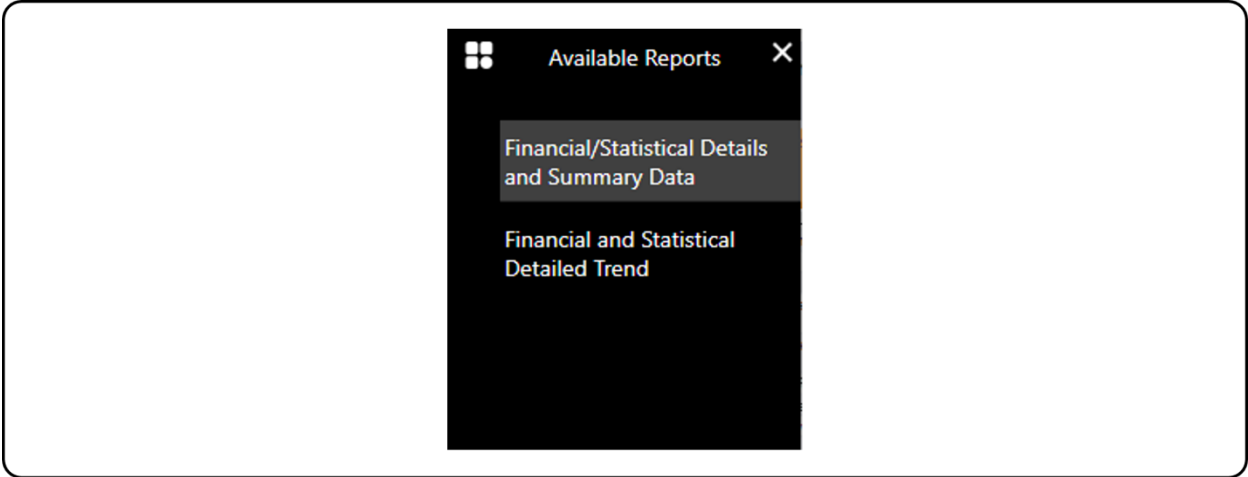 Available Reports
Financial/Statistical Details
and Summary Data
Financial and Statistical
Detailed Trend